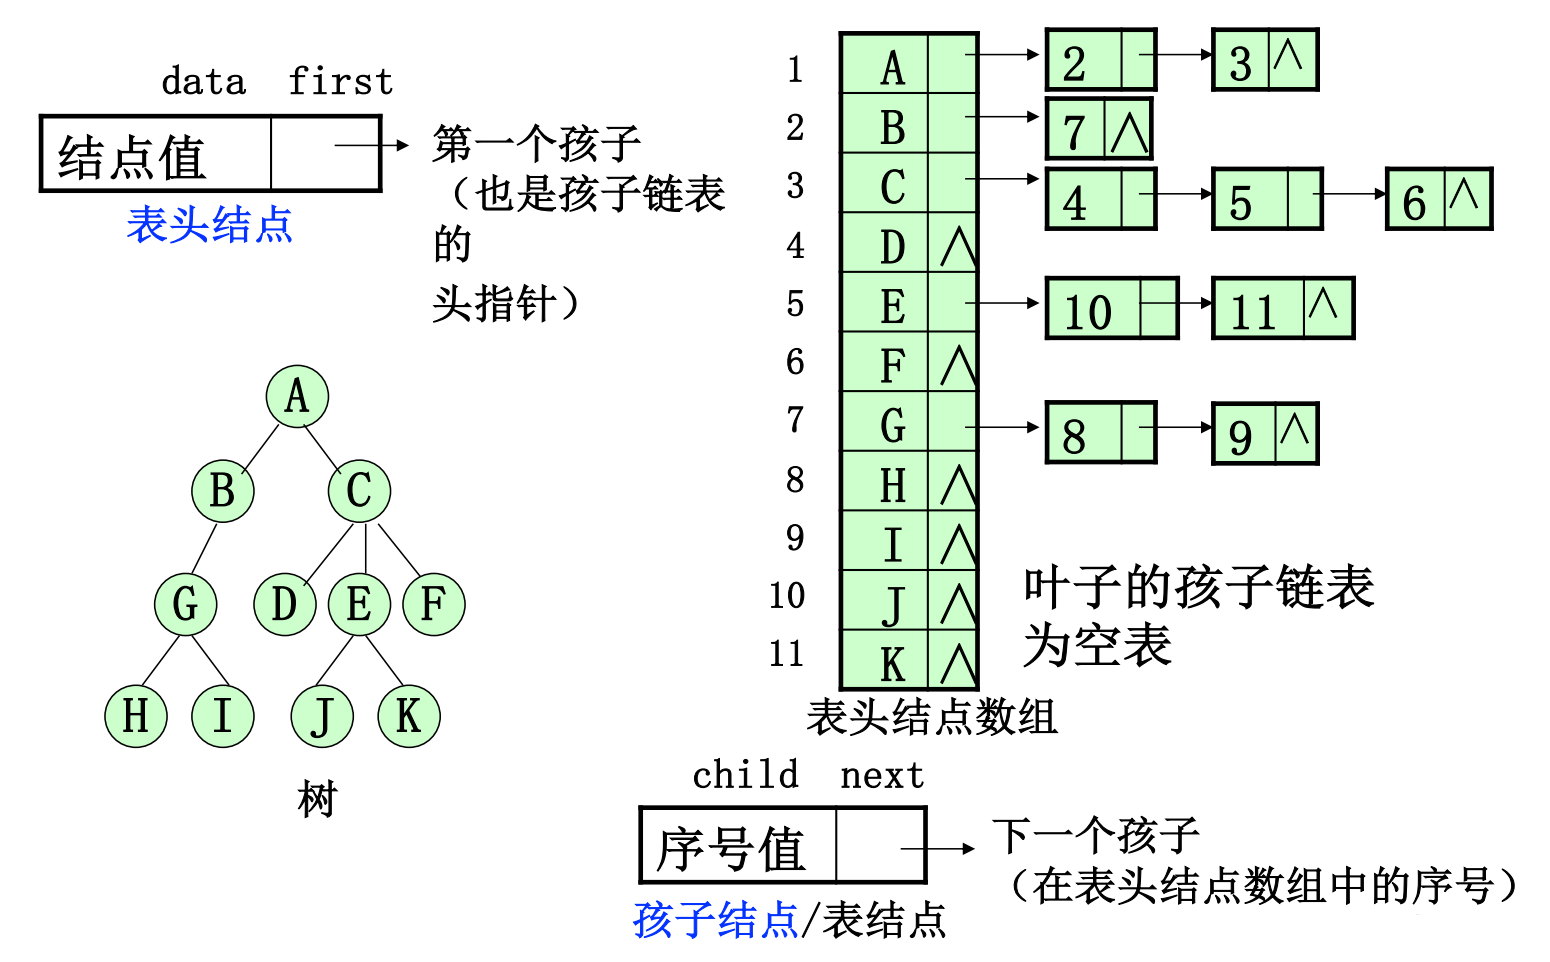 data first
结点值
第一个孩子
（也是孩子链表
的
头指针）
表头结点
A
B C
G D E F
H I J K
树
1 A 2 3 ∧
2 B 7 ∧
3 C 4 5 6 ∧
4 D ∧
5 E 10 11 ∧
6 F ∧
7 G 8 9 ∧
8 H ∧
9 I ∧
10 J ∧
11 K ∧
叶子的孩子链表
为空表
表头结点数组
child next
序号值
下一个孩子
（在表头结点数组中的序号）
孩子结点/表结点